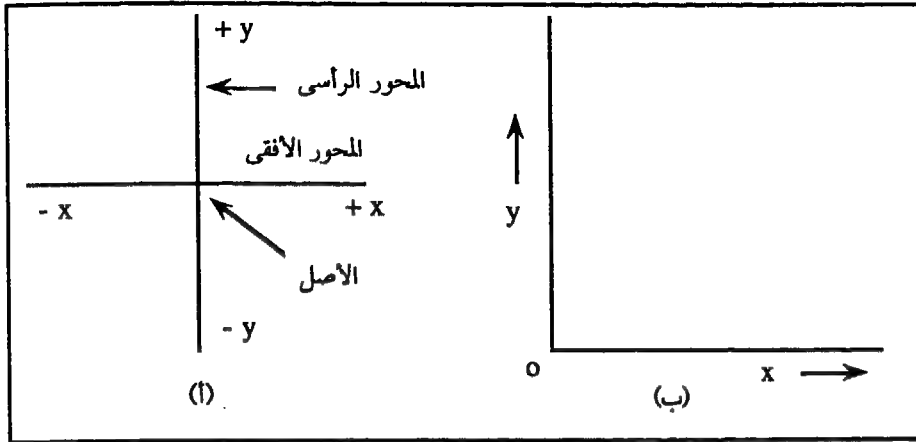 + y
المحور الرأسى
المحور الأفقى
- x
+ x
الأصل
- y
(أ)
y
o
x
(ب)